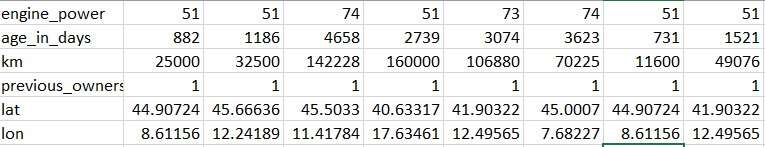 engine_power 51 51 74 51 73 74 51 51
age_in_days 882 1186 4658 2739 3074 3623 731 1521
km 25000 32500 142228 160000 106880 70225 11600 49076
previous_owners 1 1 1 1 1 1 1 1
lat 44.90724 45.66636 45.5033 40.63317 41.90322 45.0007 44.90724 41.90322
lon 8.61156 12.24189 11.41784 17.63461 12.49565 7.68227 8.61156 12.49565